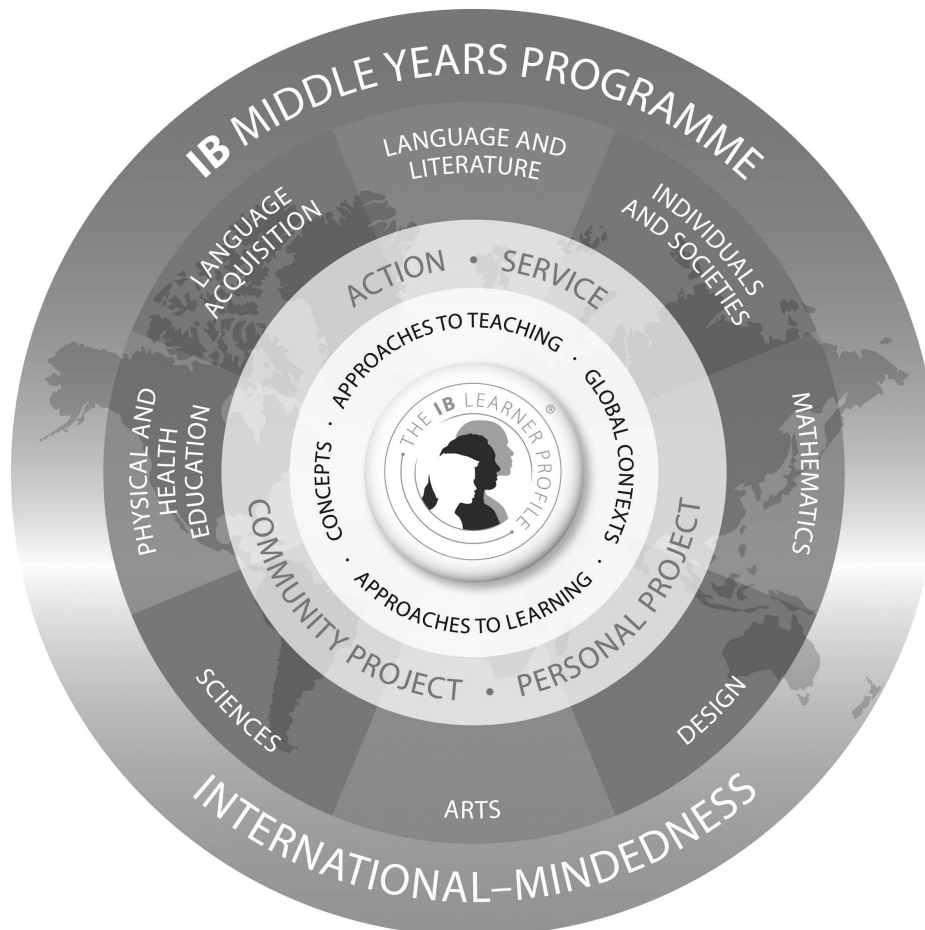 IB MIDDLE YEARS PROGRAMME
LANGUAGE AND
LITERATURE
INDIVIDUALS
AND SOCIETIES
MATHEMATICS
DESIGN
ARTS
SCIENCES
PHYSICAL AND
HEALTH
EDUCATION
LANGUAGE
ACQUISITION
ACTION • SERVICE
PERSONAL PROJECT
•
COMMUNITY PROJECT
APPROACHES TO TEACHING · GLOBAL CONTEXTS · APPROACHES TO LEARNING · CONCEPTS ·
THE IB LEARNER PROFILE ®
INTERNATIONAL–MINDEDNESS